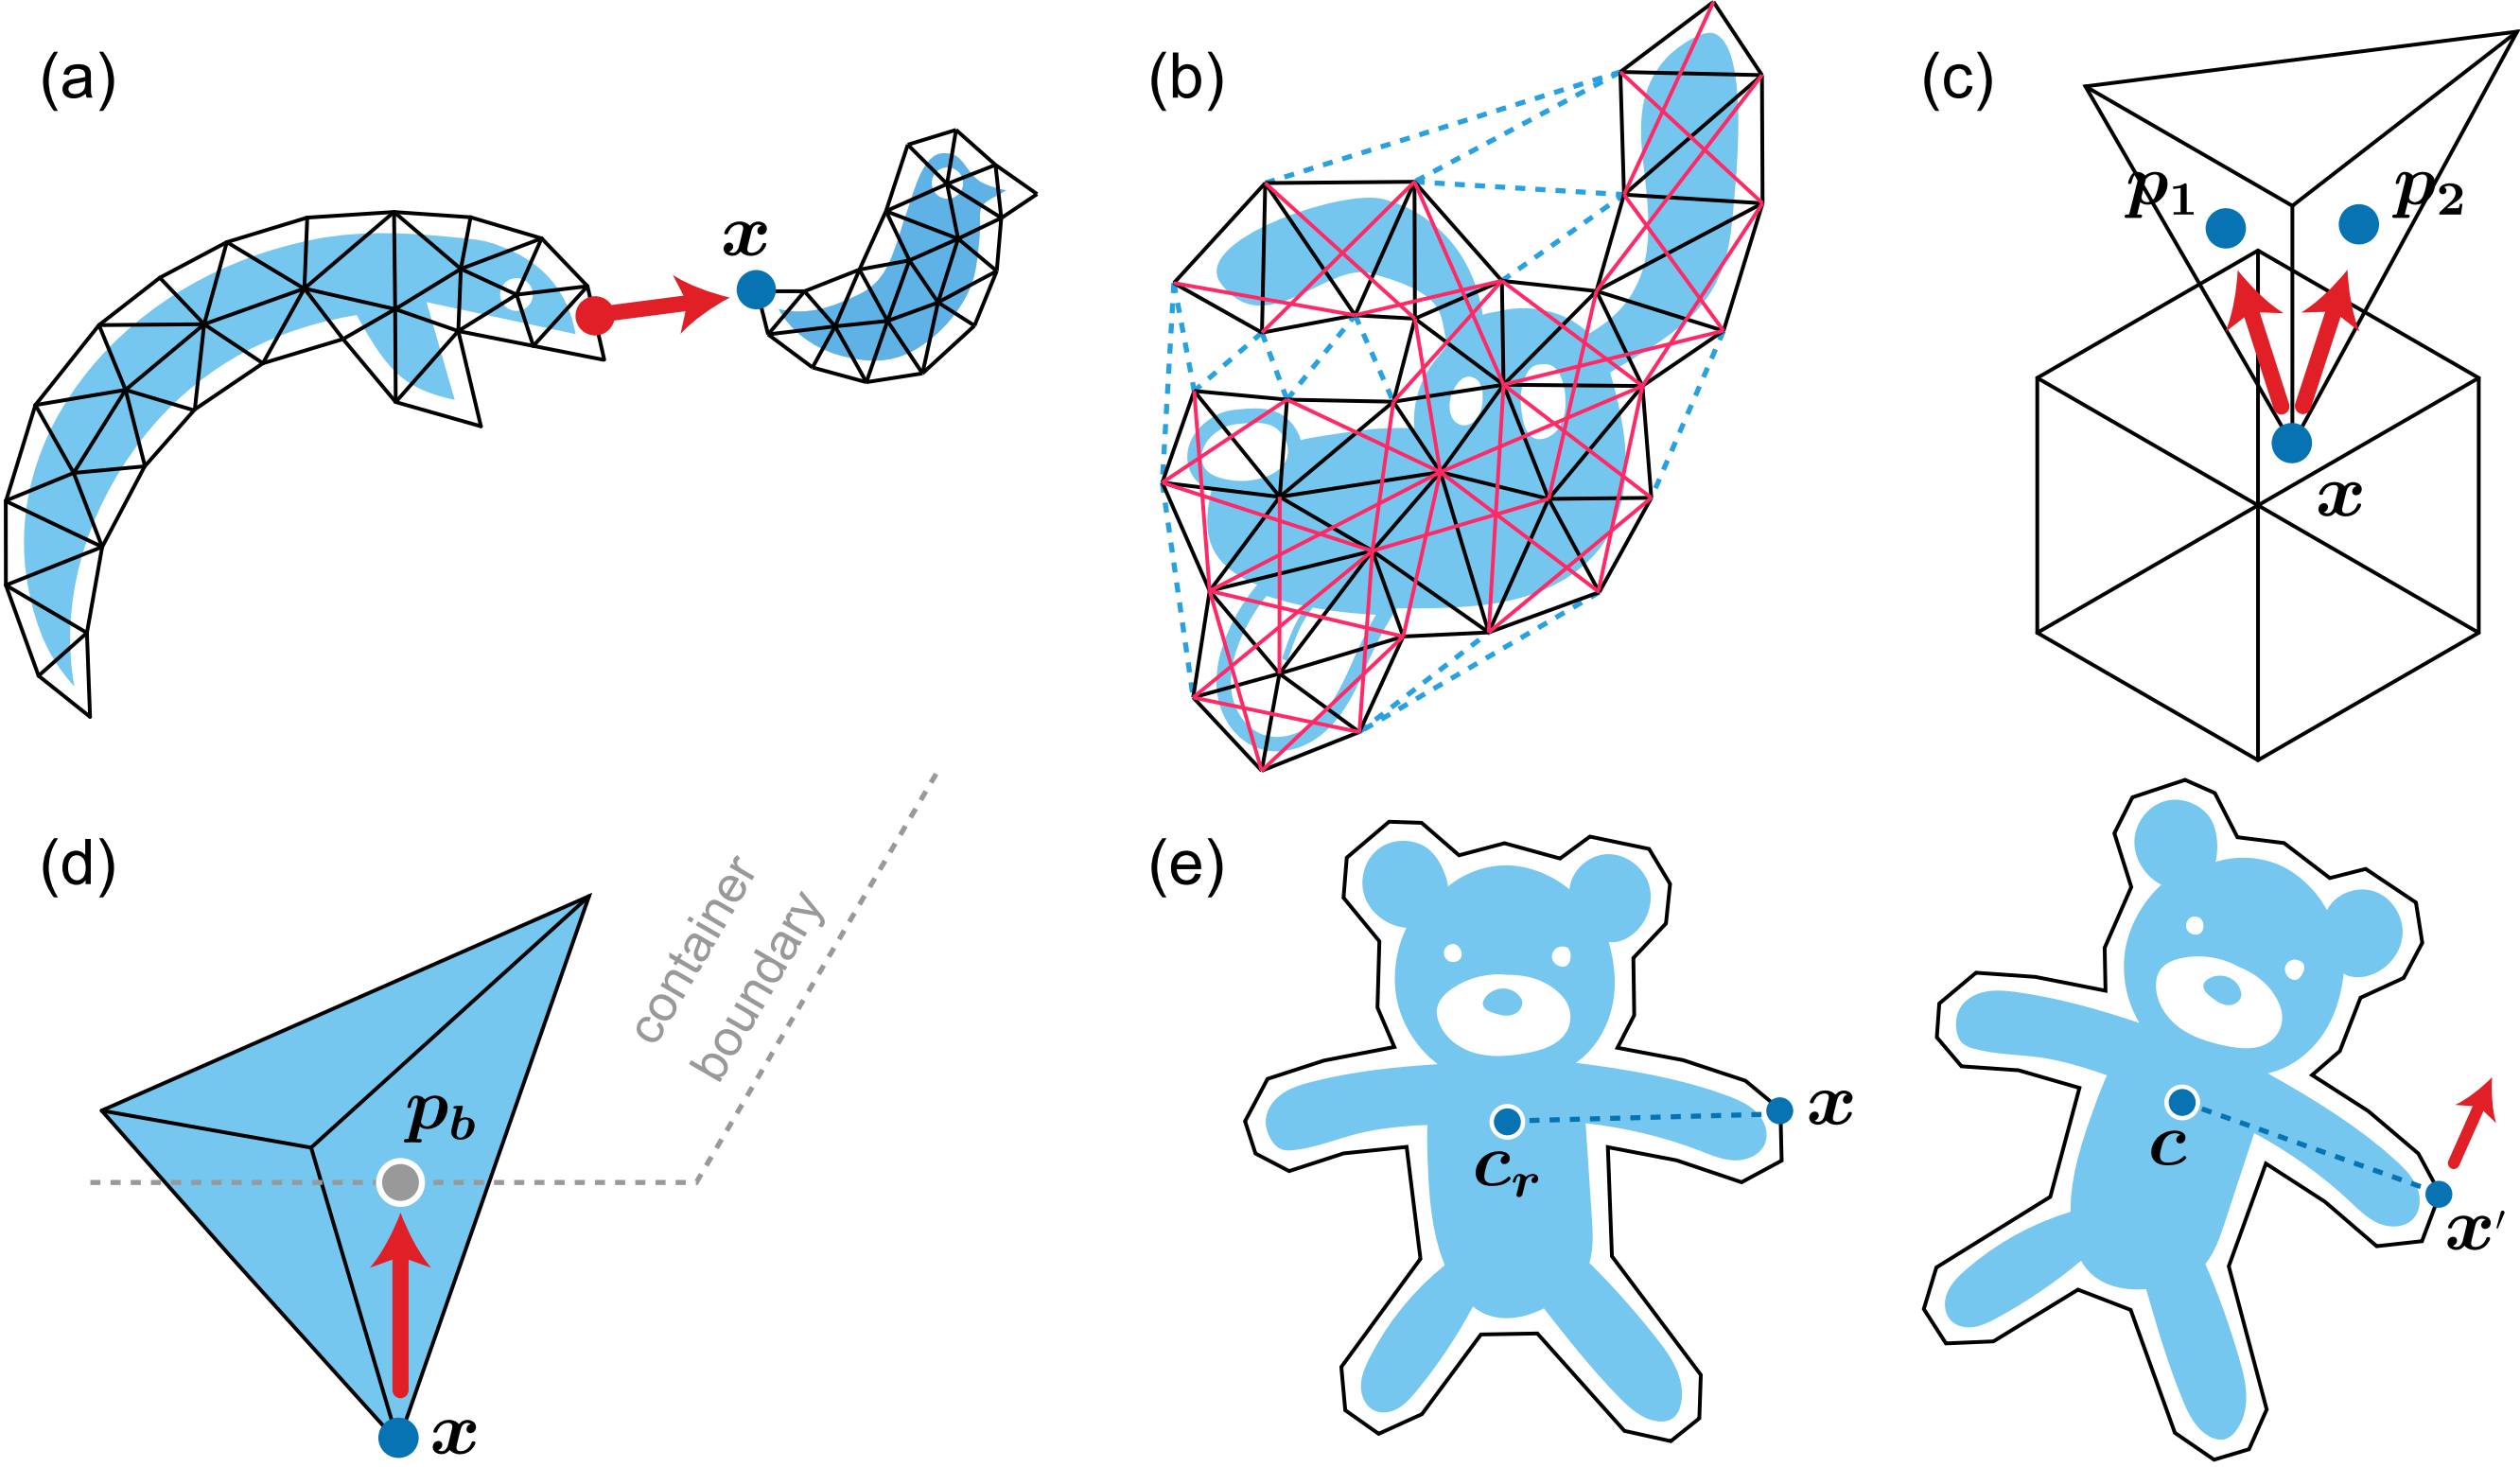 (a)
x
(b)
(c)
p1
p2
x
(d)
container
boundary
pb
x
(e)
x
cr
c
x′